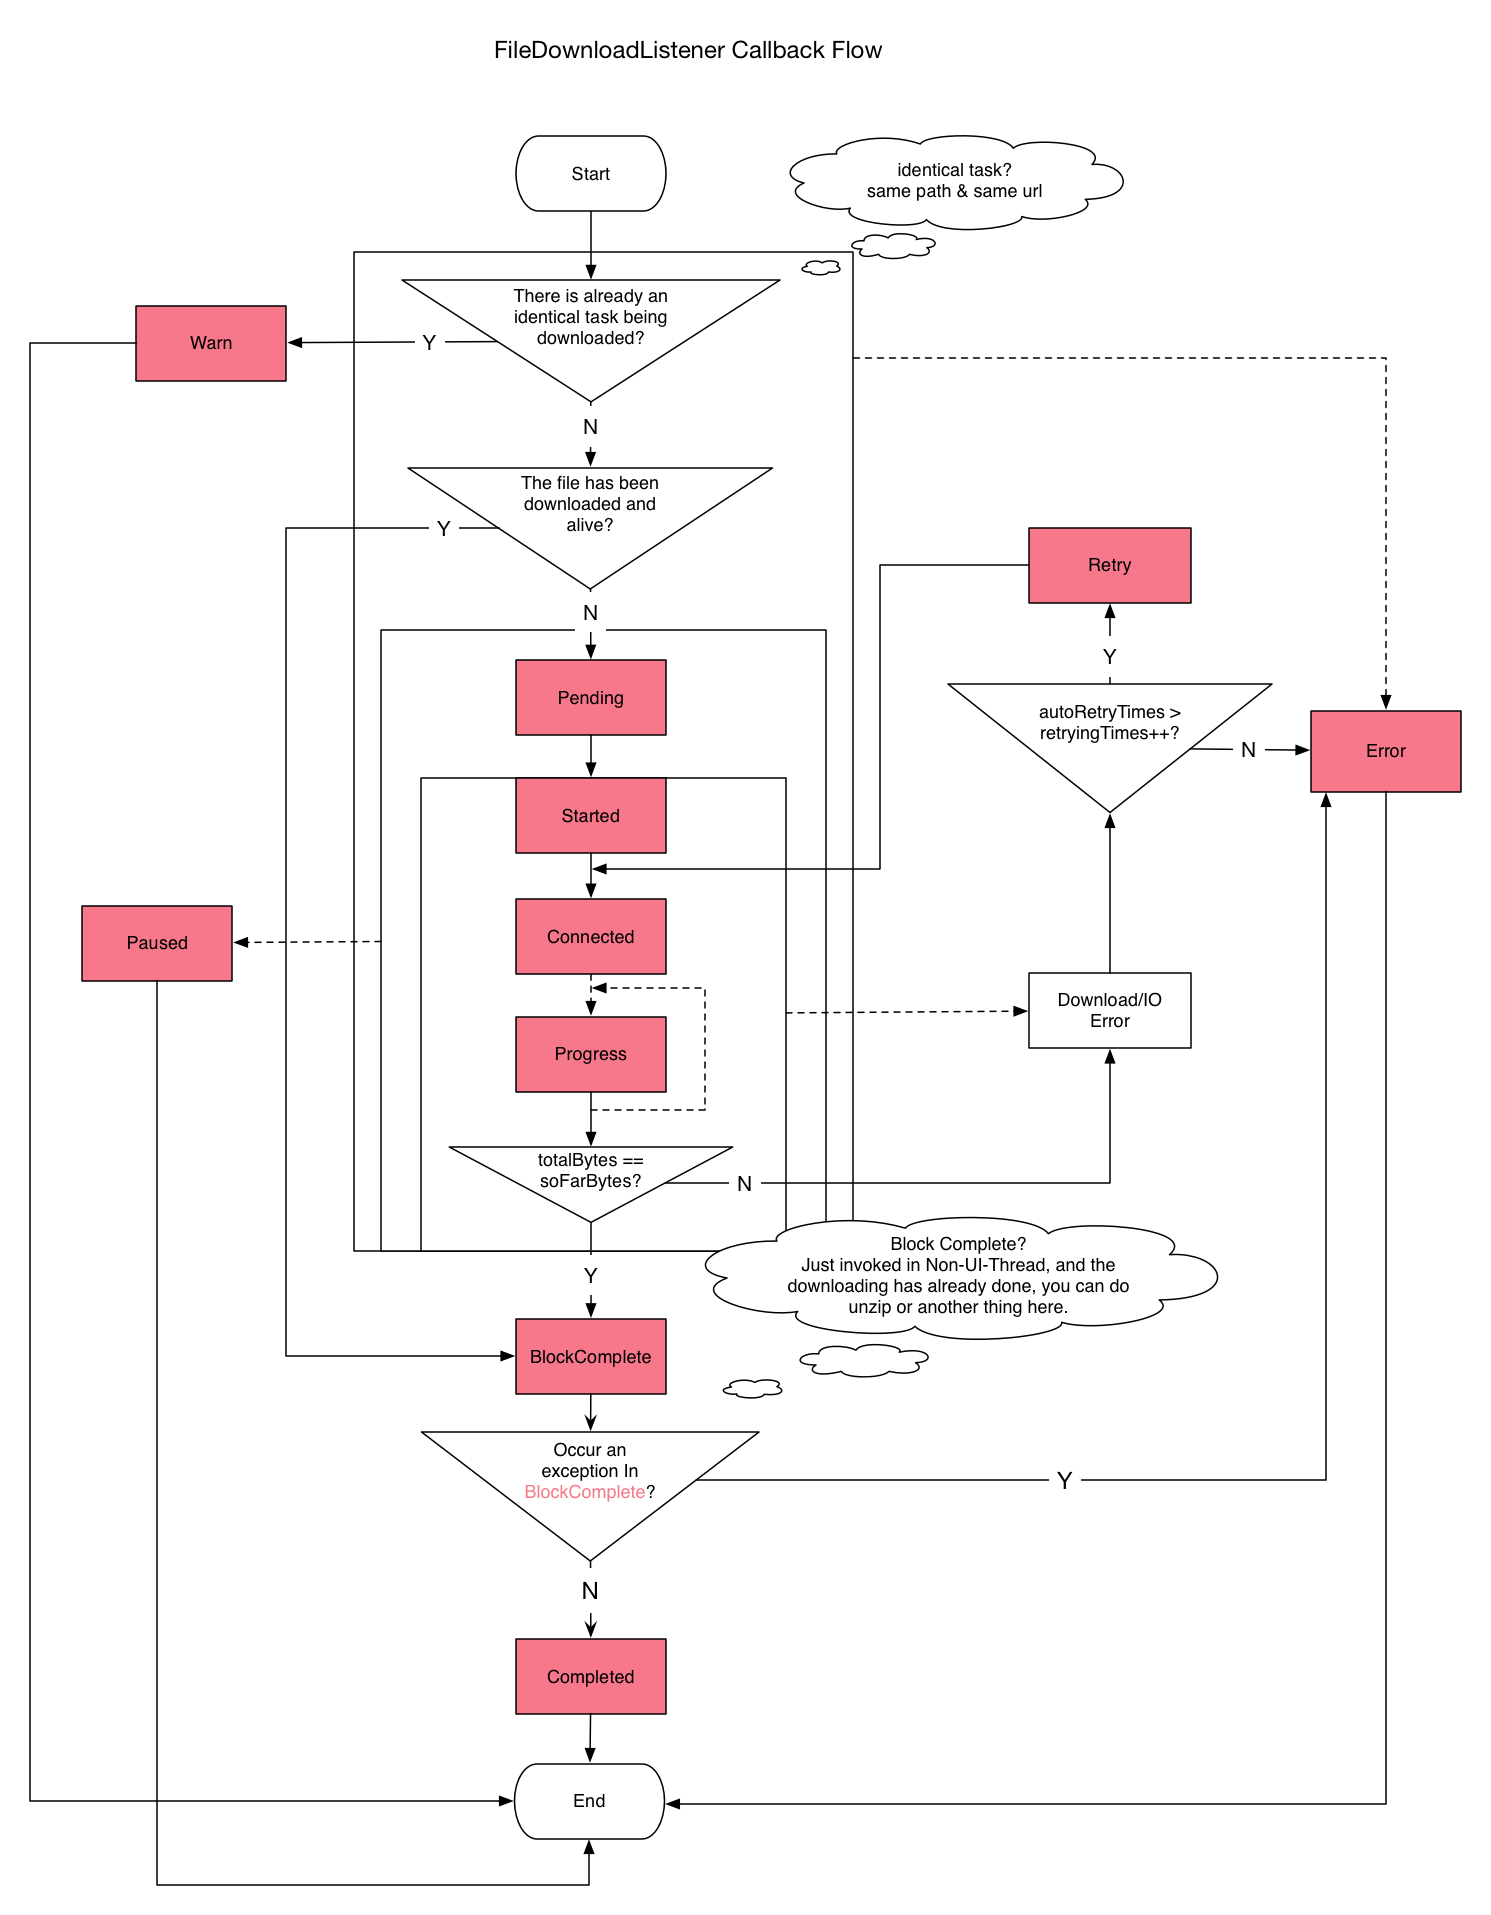 FileDownloadListener Callback Flow
Start
identical task?
same path & same url
There is already an
identical task being
downloaded?
Warn
Y
N
The file has been
downloaded and
alive?
Y
N
Retry
Y
Pending
autoRetryTimes >
retryingTimes++?
N
Error
Started
Paused
Connected
Download/IO
Error
Progress
totalBytes ==
soFarBytes?
N
Y
Block Complete?
Just invoked in Non-UI-Thread, and the
downloading has already done, you can do
unzip or another thing here.
BlockComplete
Occur an
exception In
BlockComplete?
Y
N
Completed
End